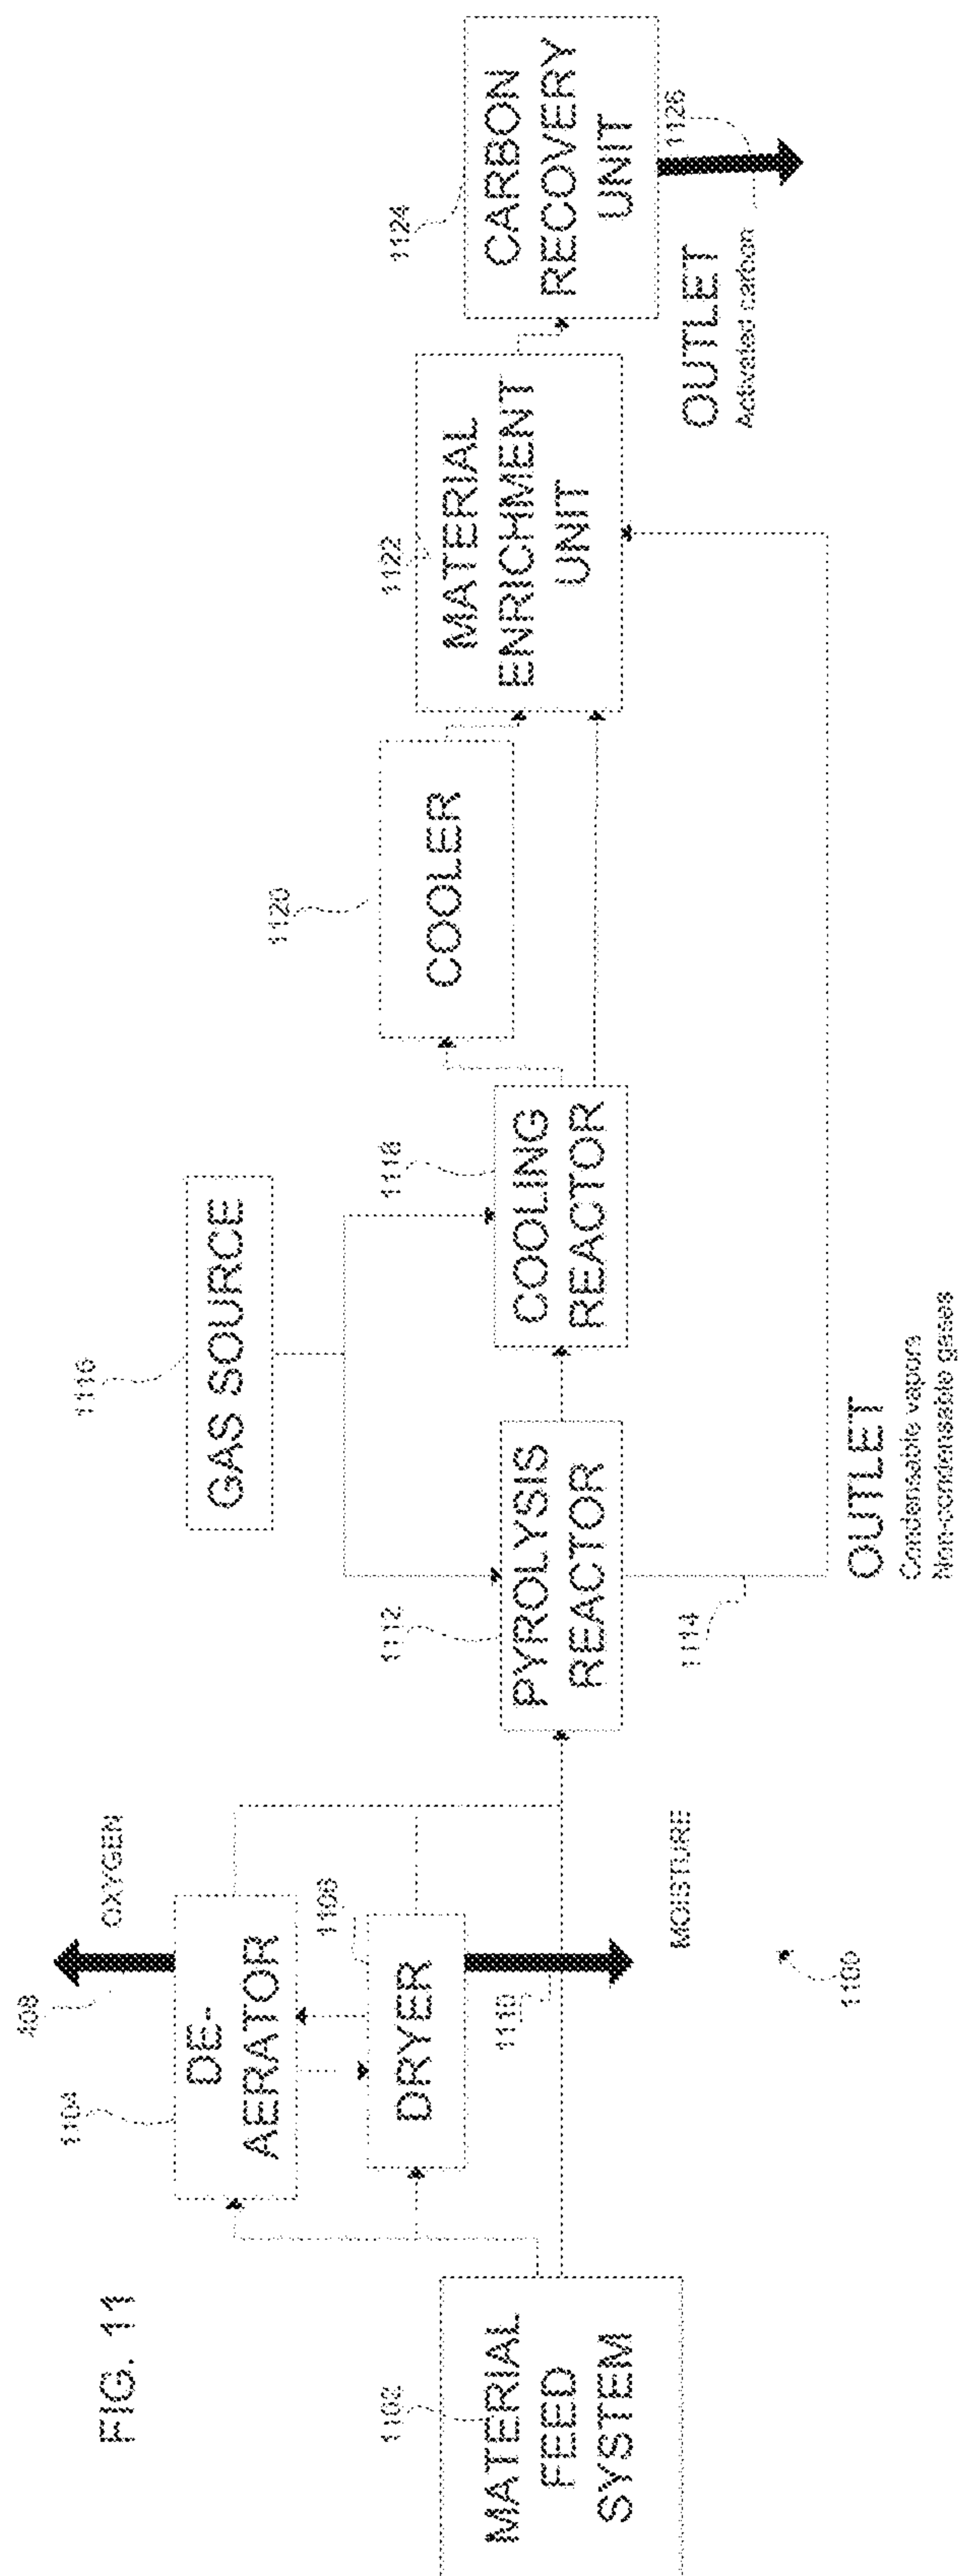 FIG. 11
1102
MATERIAL
FEED
SYSTEM
1104
DE-
AERATOR
108
OXYGEN
1108
DRYER
1110
MOISTURE
1100
1112
PYROLYSIS
REACTOR
1114
OUTLET
Condensable vapors
Non-condensable gases
1116
GAS SOURCE
1118
COOLING
REACTOR
1120
COOLER
1122
MATERIAL
ENRICHMENT
UNIT
1124
CARBON
RECOVERY
UNIT
1126
OUTLET
Activated carbon